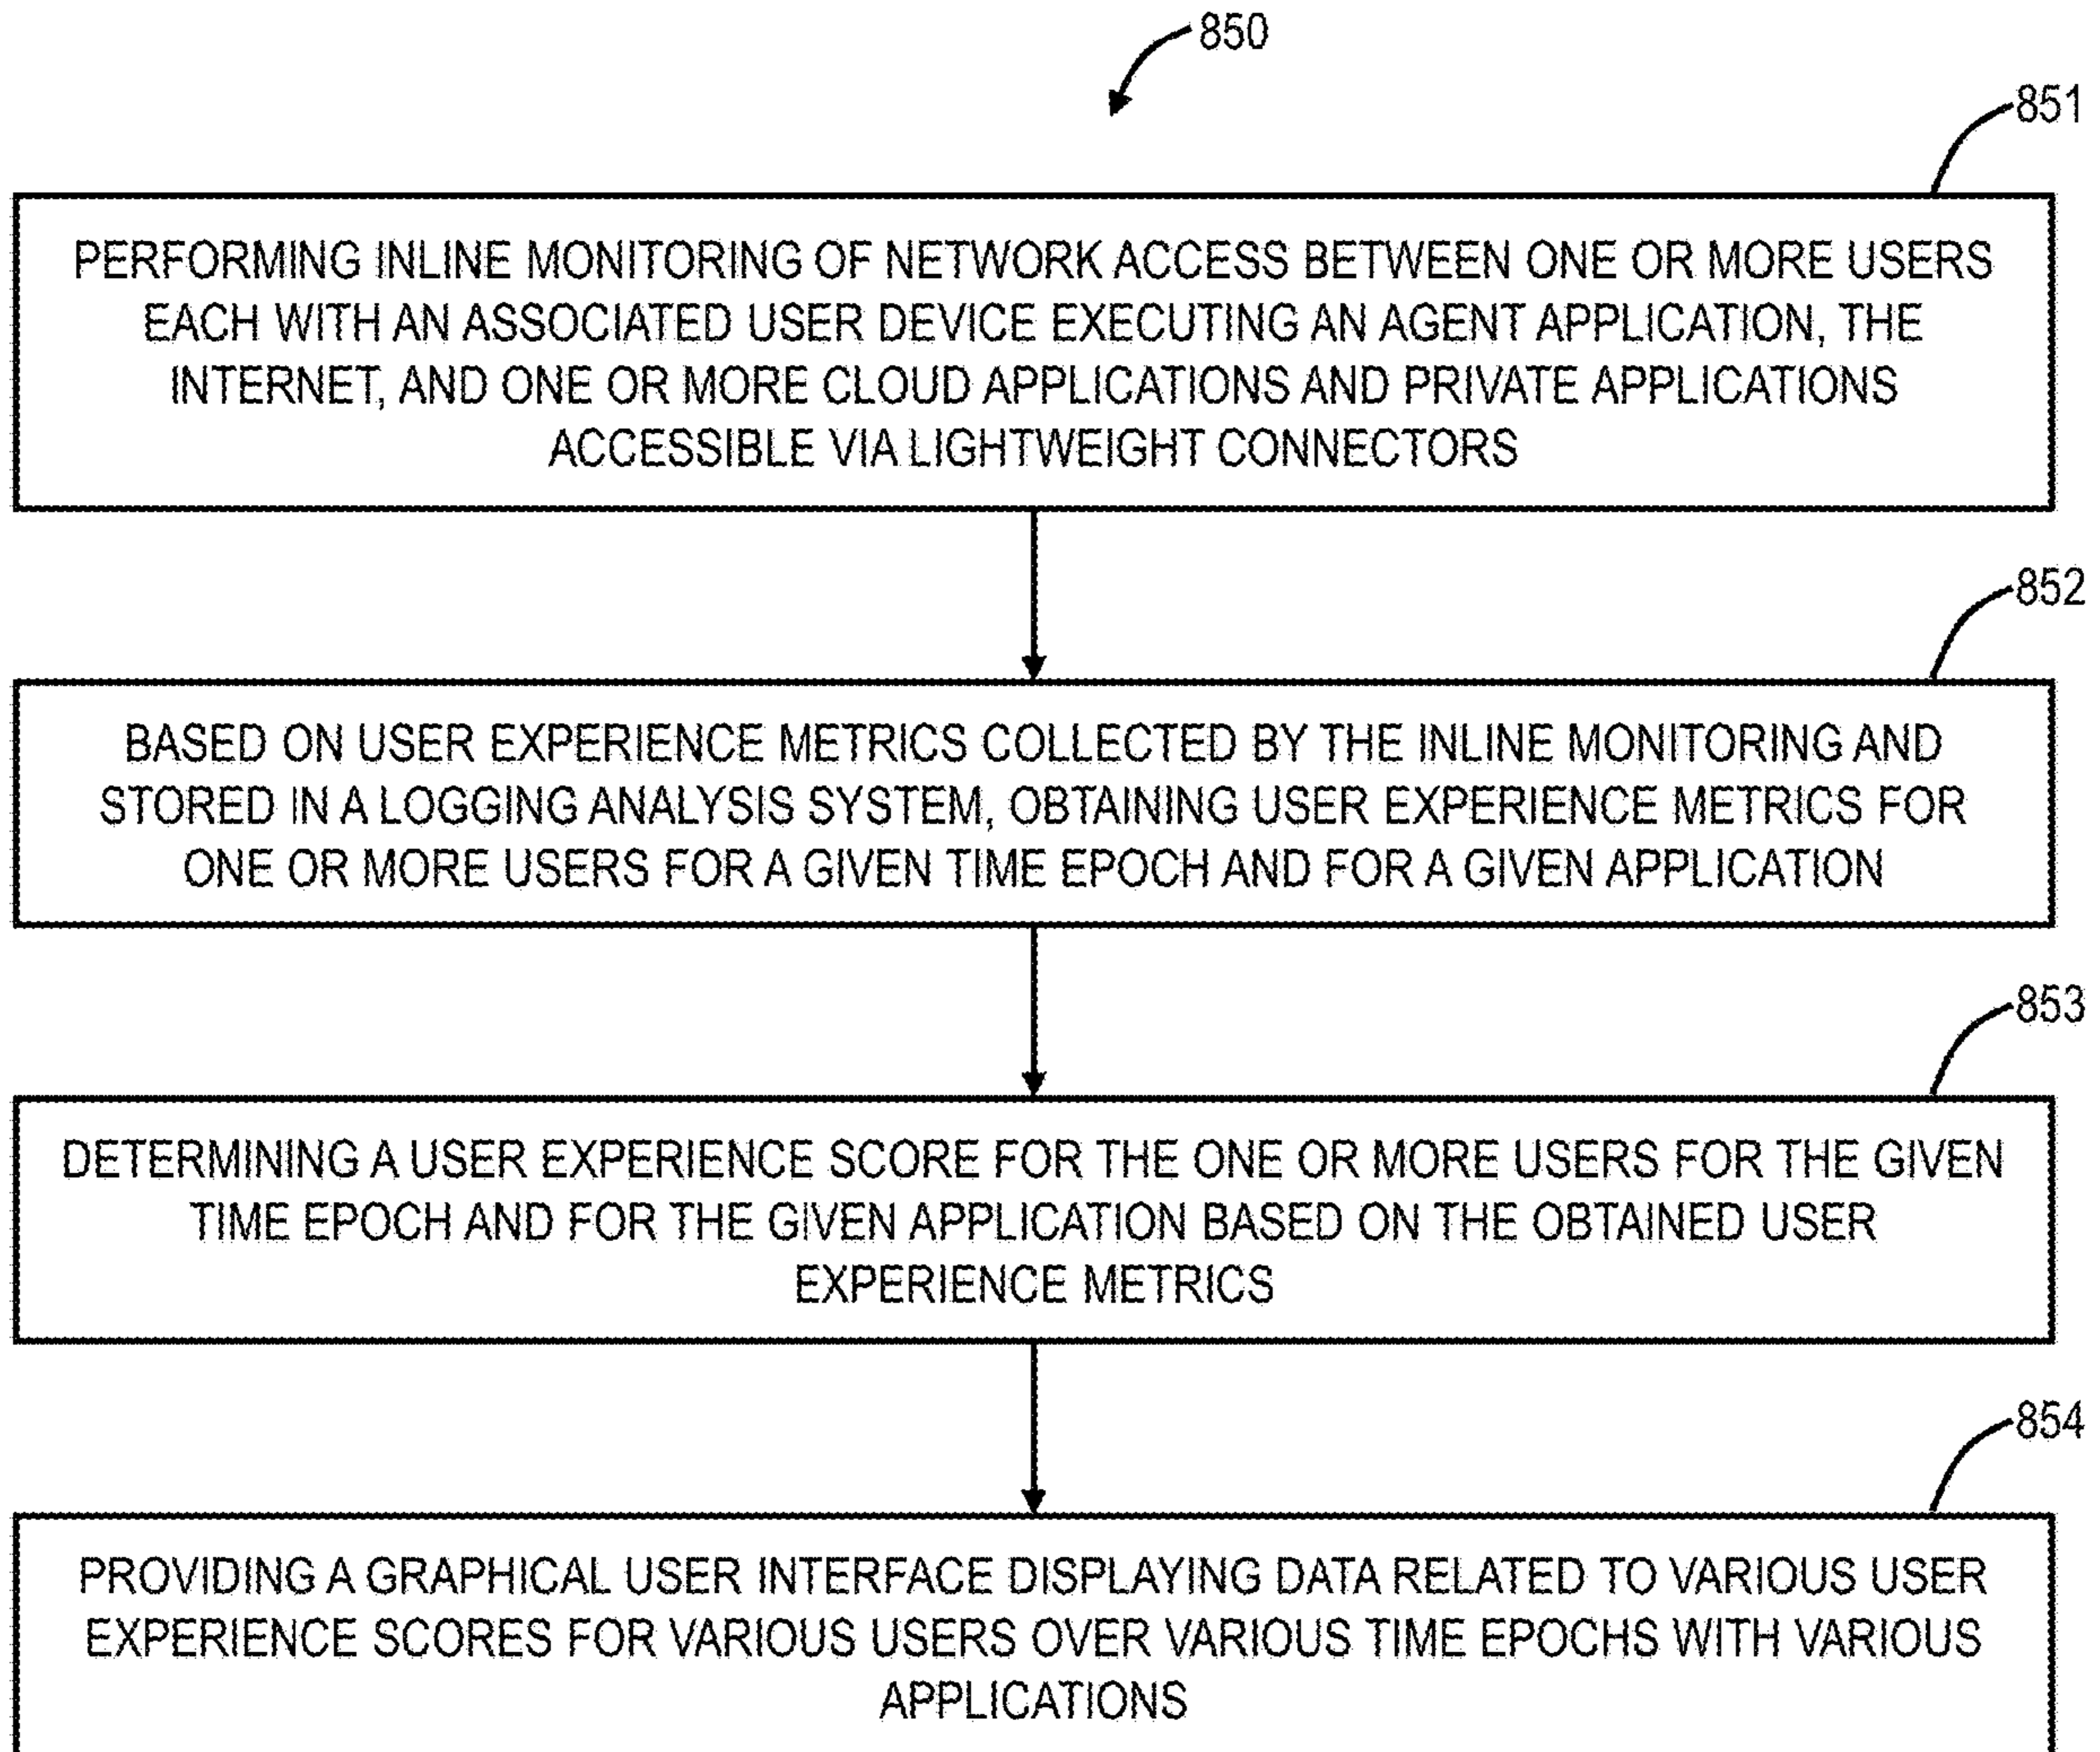 850
851
PERFORMING INLINE MONITORING OF NETWORK ACCESS BETWEEN ONE OR MORE USERS
EACH WITH AN ASSOCIATED USER DEVICE EXECUTING AN AGENT APPLICATION, THE
INTERNET, AND ONE OR MORE CLOUD APPLICATIONS AND PRIVATE APPLICATIONS
ACCESSIBLE VIA LIGHTWEIGHT CONNECTORS
852
BASED ON USER EXPERIENCE METRICS COLLECTED BY THE INLINE MONITORING AND
STORED IN A LOGGING ANALYSIS SYSTEM, OBTAINING USER EXPERIENCE METRICS FOR
ONE OR MORE USERS FOR A GIVEN TIME EPOCH AND FOR A GIVEN APPLICATION
853
DETERMINING A USER EXPERIENCE SCORE FOR THE ONE OR MORE USERS FOR THE GIVEN
TIME EPOCH AND FOR THE GIVEN APPLICATION BASED ON THE OBTAINED USER
EXPERIENCE METRICS
854
PROVIDING A GRAPHICAL USER INTERFACE DISPLAYING DATA RELATED TO VARIOUS USER
EXPERIENCE SCORES FOR VARIOUS USERS OVER VARIOUS TIME EPOCHS WITH VARIOUS
APPLICATIONS